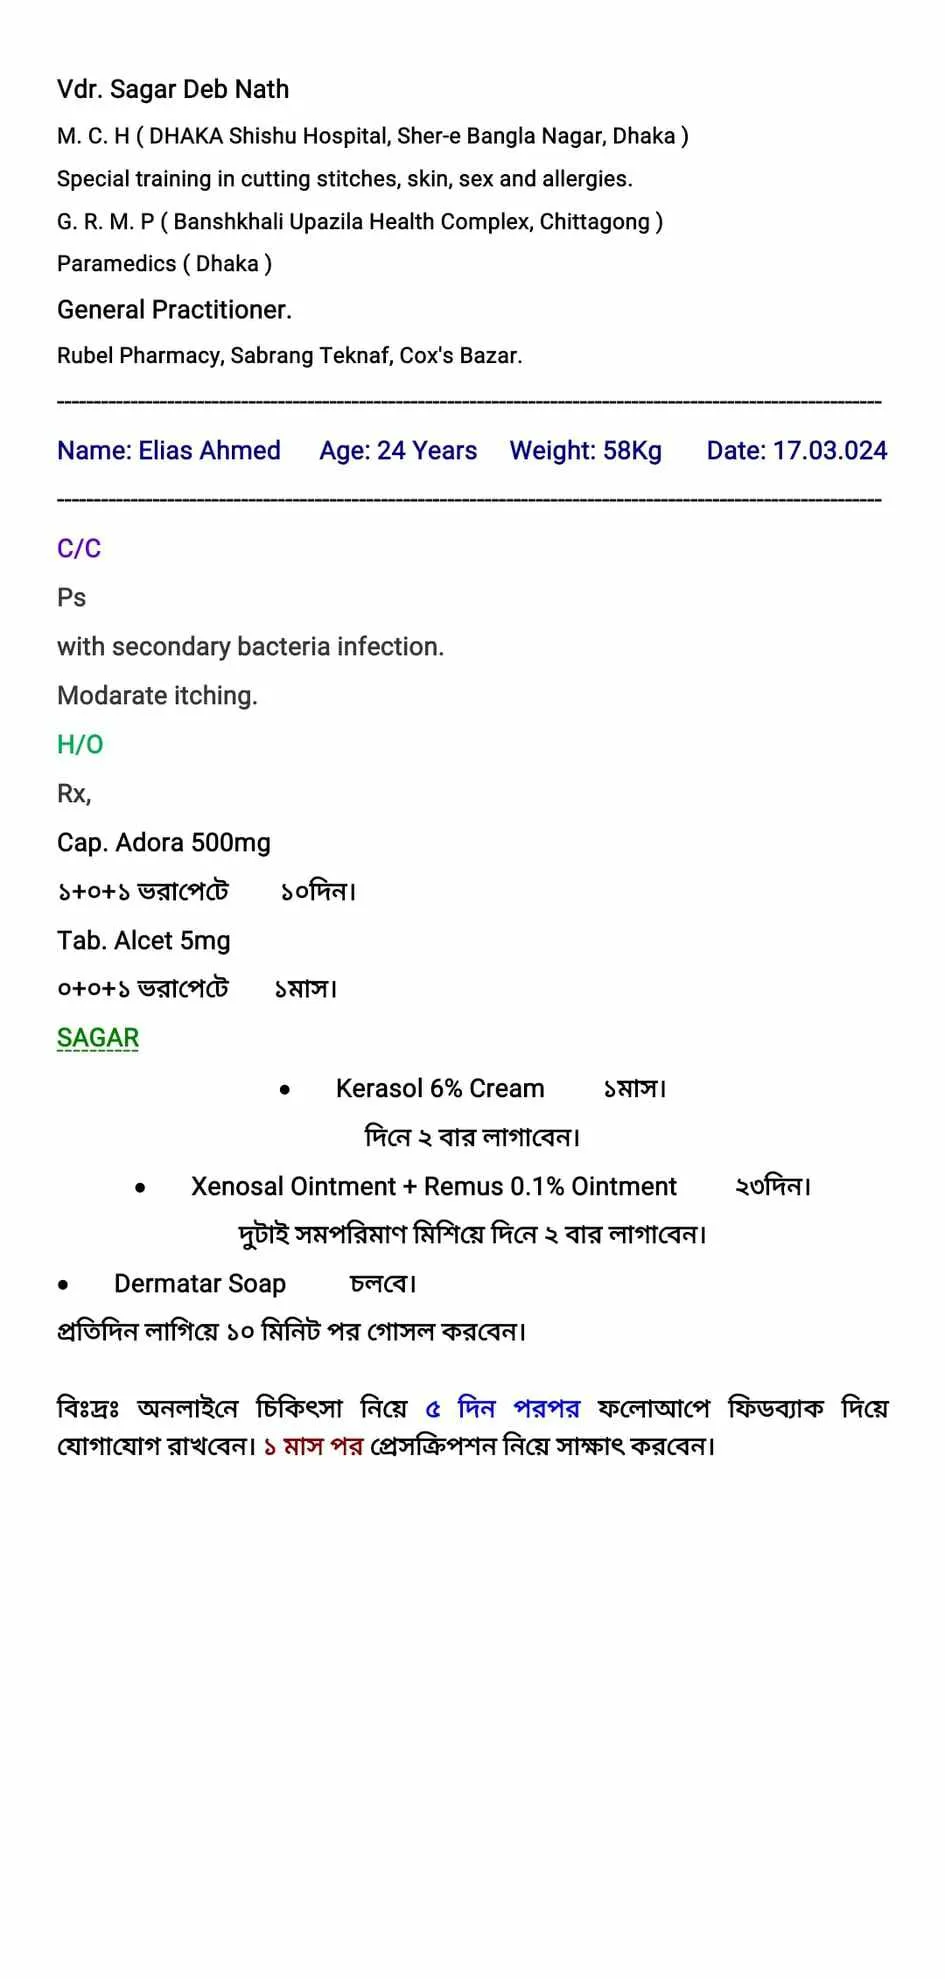 Vdr. Sagar Deb Nath
M. C. H ( DHAKA Shishu Hospital, Sher-e Bangla Nagar, Dhaka )
Special training in cutting stitches, skin, sex and allergies.
G. R. M. P ( Banshkhali Upazila Health Complex, Chittagong )
Paramedics ( Dhaka )
General Practitioner.
Rubel Pharmacy, Sabrang Teknaf, Cox's Bazar.
Name: Elias Ahmed Age: 24 Years Weight: 58Kg Date: 17.03.024
C/C
Ps
with secondary bacteria infection.
Modarate itching.
H/O
Rx,
Cap. Adora 500mg
১+০+১ ভরাপেটে ১০দিন।
Tab. Alcet 5mg
০+০+১ ভরাপেটে ১মাস।
SAGAR
• Kerasol 6% Cream ১মাস।
দিনে ২ বার লাগাবেন।
• Xenosal Ointment + Remus 0.1% Ointment ২৩দিন।
দুটাই সমপরিমাণ মিশিয়ে দিনে ২ বার লাগাবেন।
• Dermatar Soap চলবে।
প্রতিদিন লাগিয়ে ১০ মিনিট পর গোসল করবেন।
বিঃদ্রঃ অনলাইনে চিকিৎসা নিয়ে ৫ দিন পরপর ফলোআপে ফিডব্যাক দিয়ে
যোগাযোগ রাখবেন। ১ মাস পর প্রেসক্রিপশন নিয়ে সাক্ষাৎ করবেন।